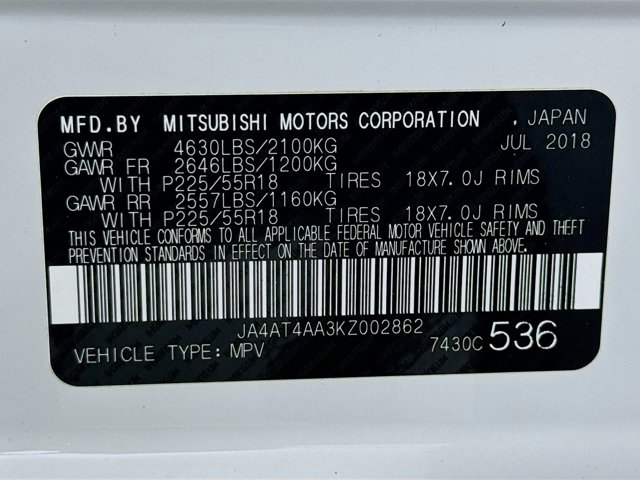 MFD.BY MITSUBISHI MOTORS CORPORATION , JAPAN
GVWR 4630LBS/2100KG JUL 2018
GAWR FR 2646LBS/1200KG
WITH P225/55R18 TIRES 18X7.0J RIMS
GAWR RR 2557LBS/1160KG
WITH P225/55R18 TIRES 18X7.0J RIMS
THIS VEHICLE CONFORMS TO ALL APPLICABLE FEDERAL MOTOR VEHICLE SAFETY AND THEFT
PREVENTION STANDARDS IN EFFECT ON THE DATE OF MANUFACTURE SHOWN ABOVE.
JA4AT4AA3KZ002862
VEHICLE TYPE:MPV 7430C 536